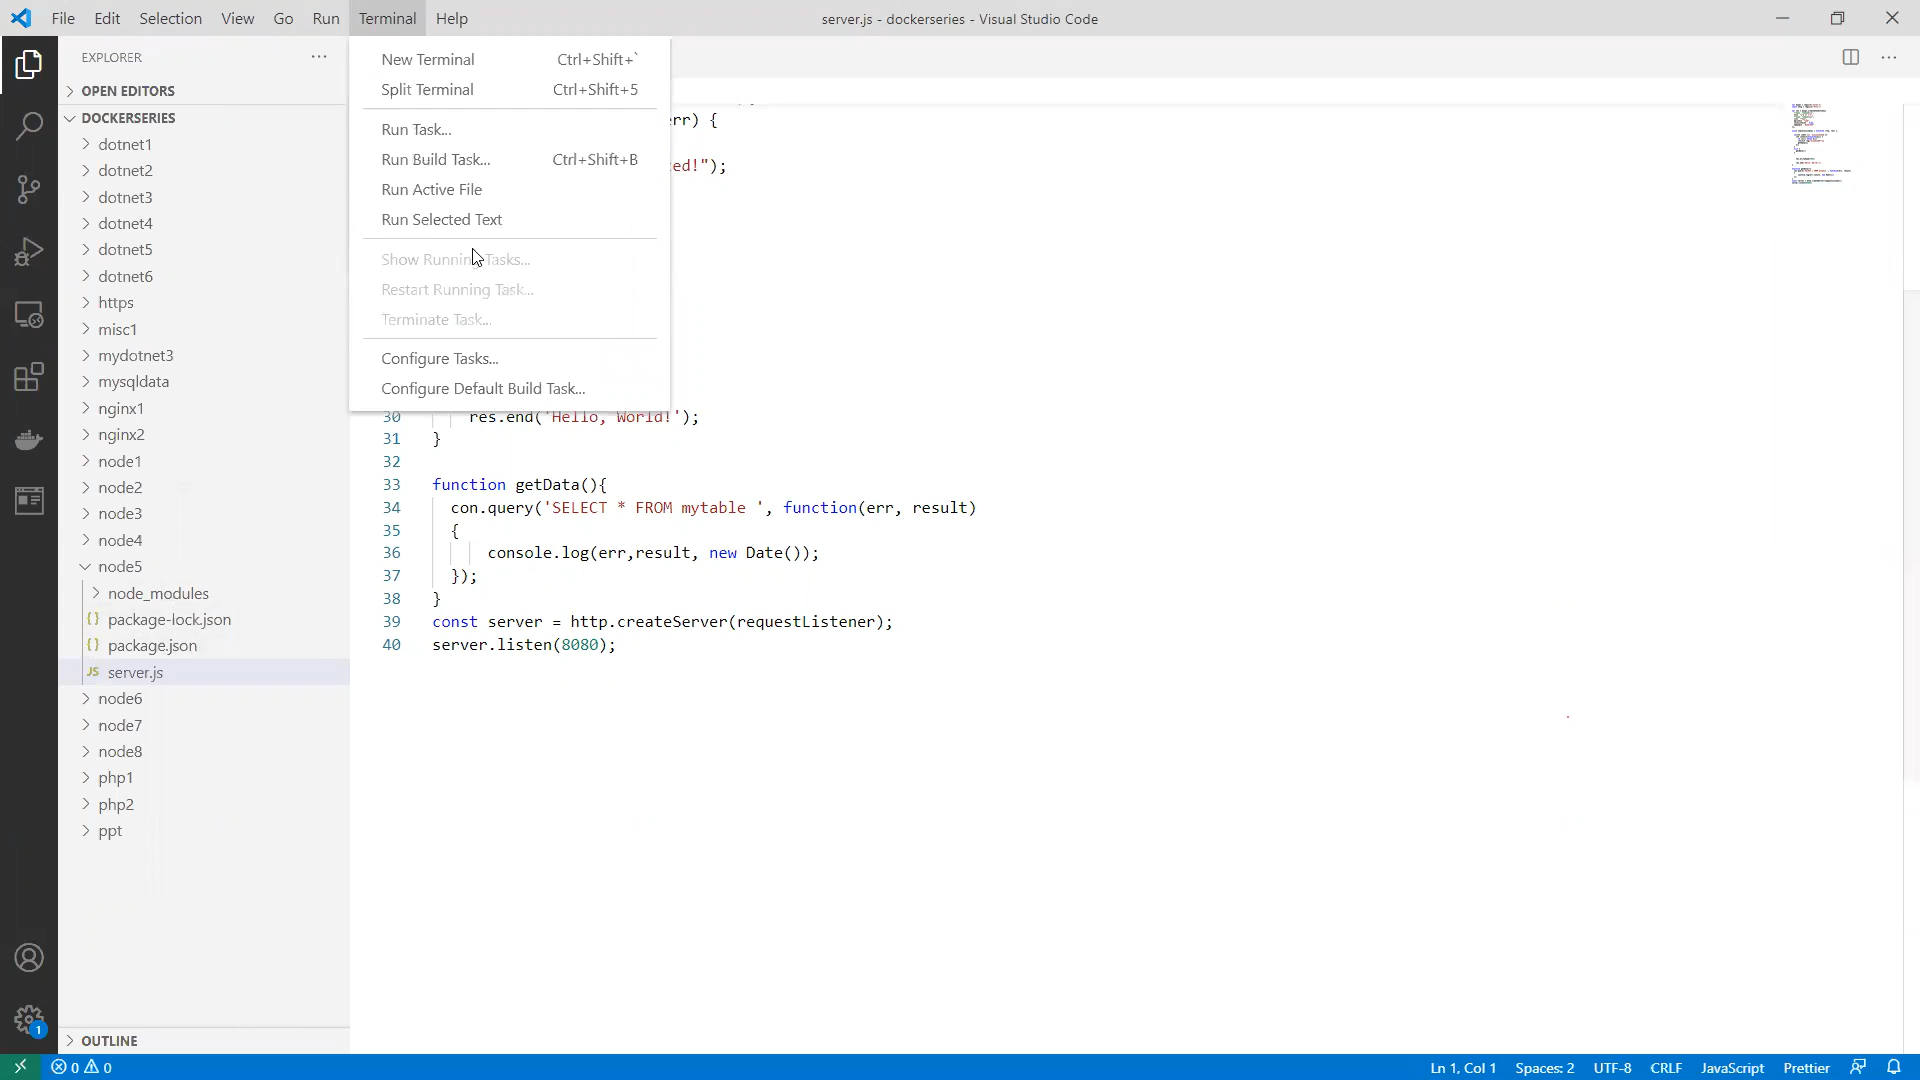 File Edit Selection View Go Run Terminal Help
server.js - dockerseries - Visual Studio Code
EXPLORER
OPEN EDITORS
DOCKERSERIES
dotnet1
dotnet2
dotnet3
dotnet4
dotnet5
dotnet6
https
misc1
mydotnet3
mysqldata
nginx1
nginx2
node1
node2
node3
node4
node5
node_modules
package-lock.json
package.json
JS server.js
node6
node7
node8
php1
php2
ppt
OUTLINE
New Terminal Ctrl+Shift+`
Split Terminal Ctrl+Shift+5
Run Task...
Run Build Task... Ctrl+Shift+B
Run Active File
Run Selected Text
Show Running Tasks...
Restart Running Task...
Terminate Task...
Configure Tasks...
Configure Default Build Task...
rr) {
ed!");
30 res.end('Hello, World!');
31 }
32
33 function getData(){
34 con.query('SELECT * FROM mytable ', function(err, result)
35 {
36 console.log(err,result, new Date());
37 });
38 }
39 const server = http.createServer(requestListener);
40 server.listen(8080);
1
0 0
Ln 1, Col 1 Spaces: 2 UTF-8 CRLF JavaScript Prettier